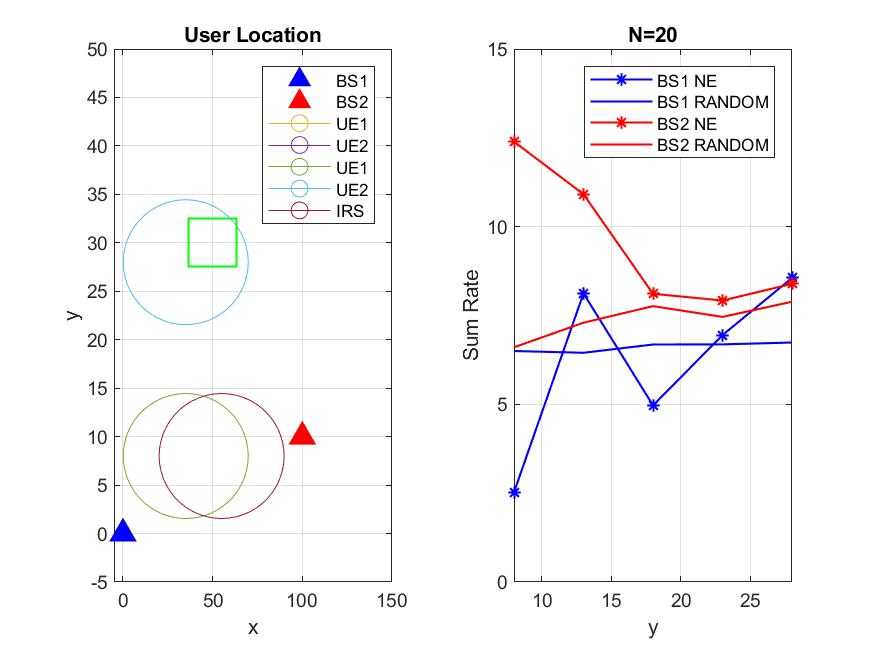 User Location
50
45
40
35
30
25
20
15
10
5
0
-5
y
0 50 100 150
x
BS1
BS2
UE1
UE2
UE1
UE2
IRS
N=20
15
10
5
0
Sum Rate
10 15 20 25
y
BS1 NE
BS1 RANDOM
BS2 NE
BS2 RANDOM